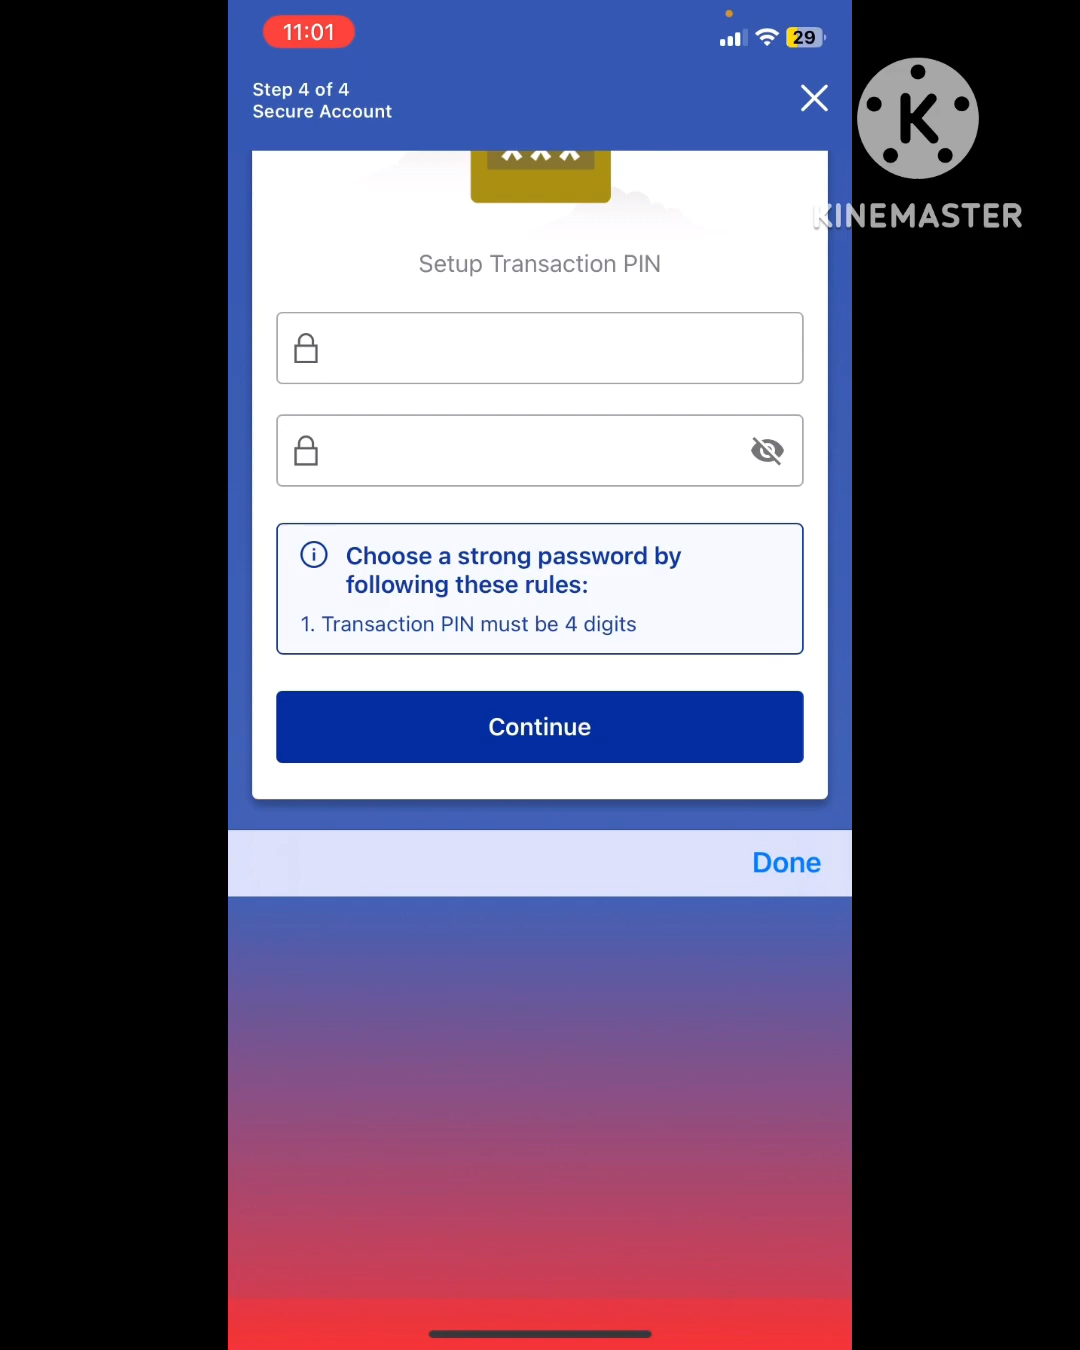 11:01
29
Step 4 of 4
Secure Account
K
KINEMASTER
Setup Transaction PIN
Choose a strong password by
following these rules:
1. Transaction PIN must be 4 digits
Continue
Done